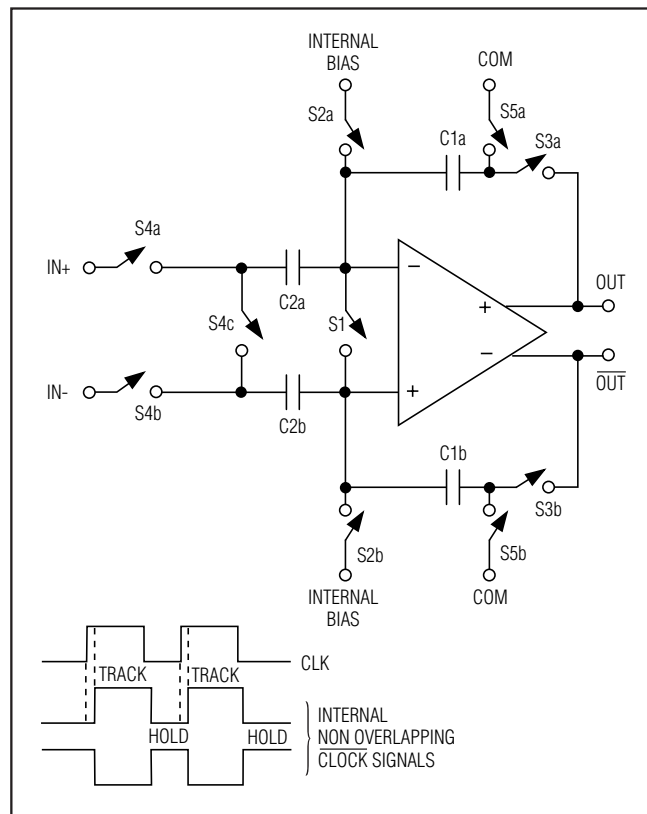 INTERNAL
BIAS
COM
S2a
S5a
C1a
S3a
S4a
IN+
C2a
S4c
S1
−
+
+
−
OUT
OUT
IN-
S4b
C2b
C1b
S3b
S2b
S5b
INTERNAL
BIAS
COM
CLK
TRACK
TRACK
HOLD
HOLD
INTERNAL
NON OVERLAPPING
CLOCK SIGNALS